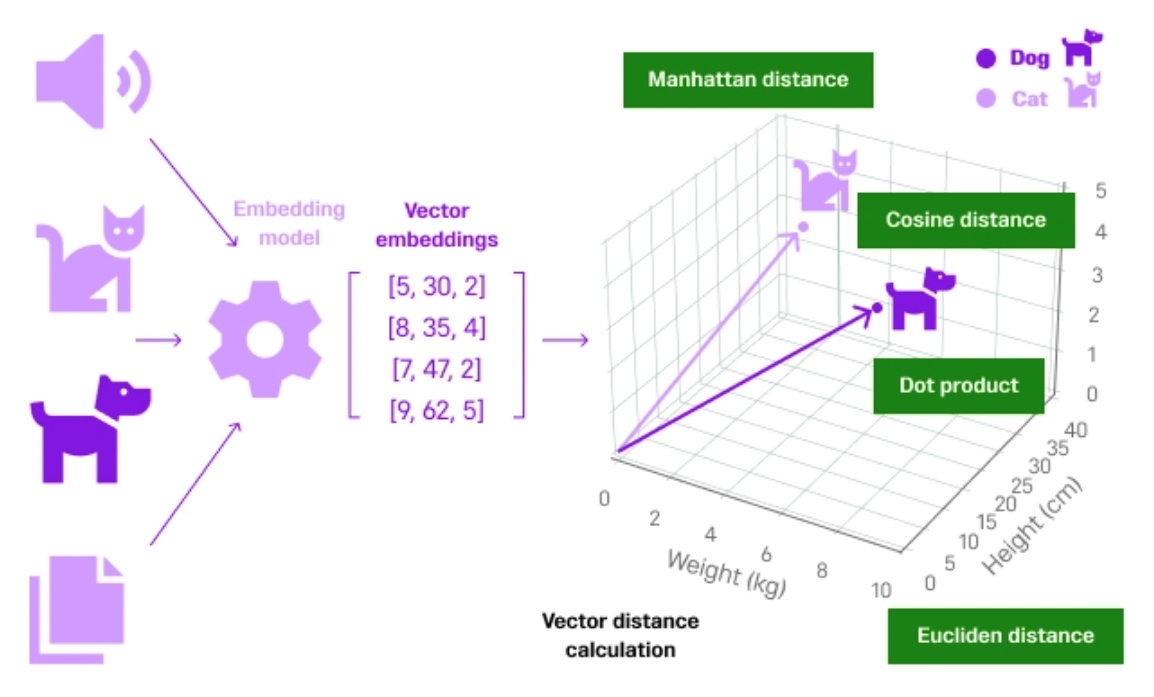 Manhattan distance
Dog
Cat
Embedding
model
Vector
embeddings
[5, 30, 2]
[8, 35, 4]
[7, 47, 2]
[9, 62, 5]
Cosine distance
Dot product
5
4
3
2
1
0
40
35
30
25
20
15
10
5
0
Height (cm)
0
2
4
6
8
10
Weight (kg)
Vector distance
calculation
Eucliden distance